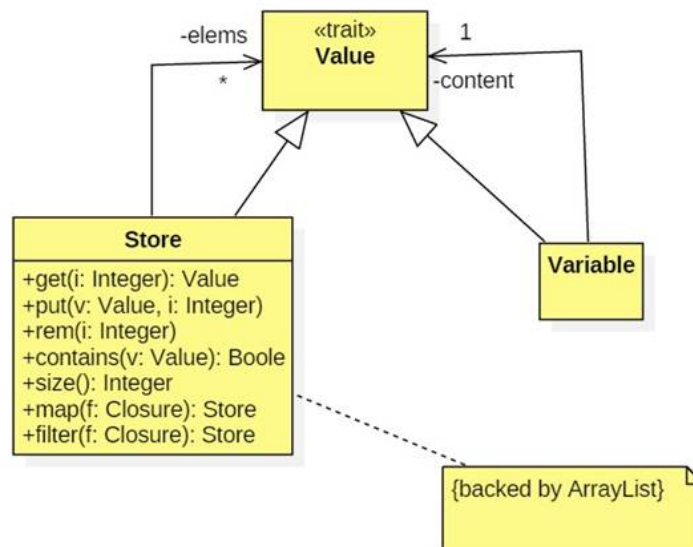 -elems
*
«trait»
Value
1
-content
Store
+get(i: Integer): Value
+put(v: Value, i: Integer)
+rem(i: Integer)
+contains(v: Value): Boole
+size(): Integer
+map(f: Closure): Store
+filter(f: Closure): Store
Variable
{backed by ArrayList}